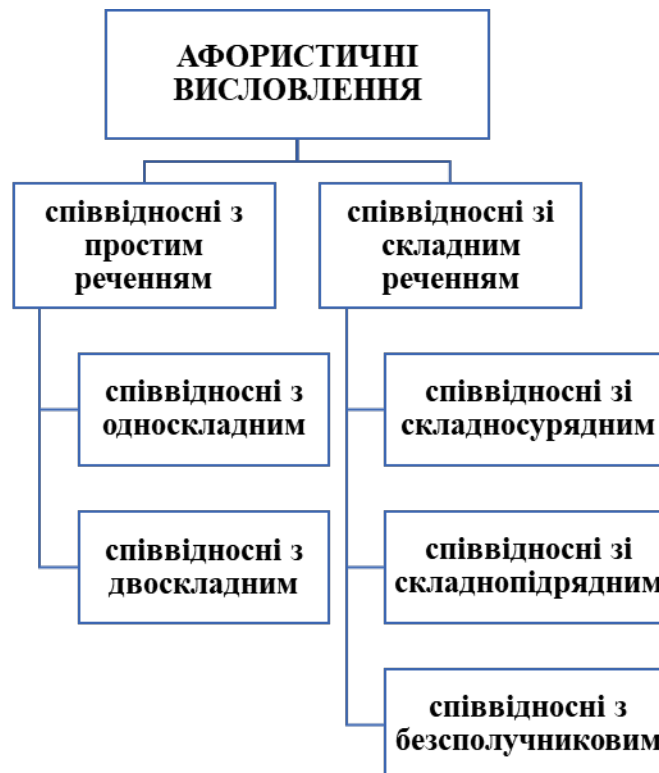 АФОРИСТИЧНІ
ВИСЛОВЛЕННЯ
співвідносні з
простим
реченням
співвідносні з
односкладним
співвідносні з
двоскладним
співвідносні зі
складним
реченням
співвідносні зі
складносурядним
співвідносні зі
складнопідрядним
співвідносні з
безсполучниковим